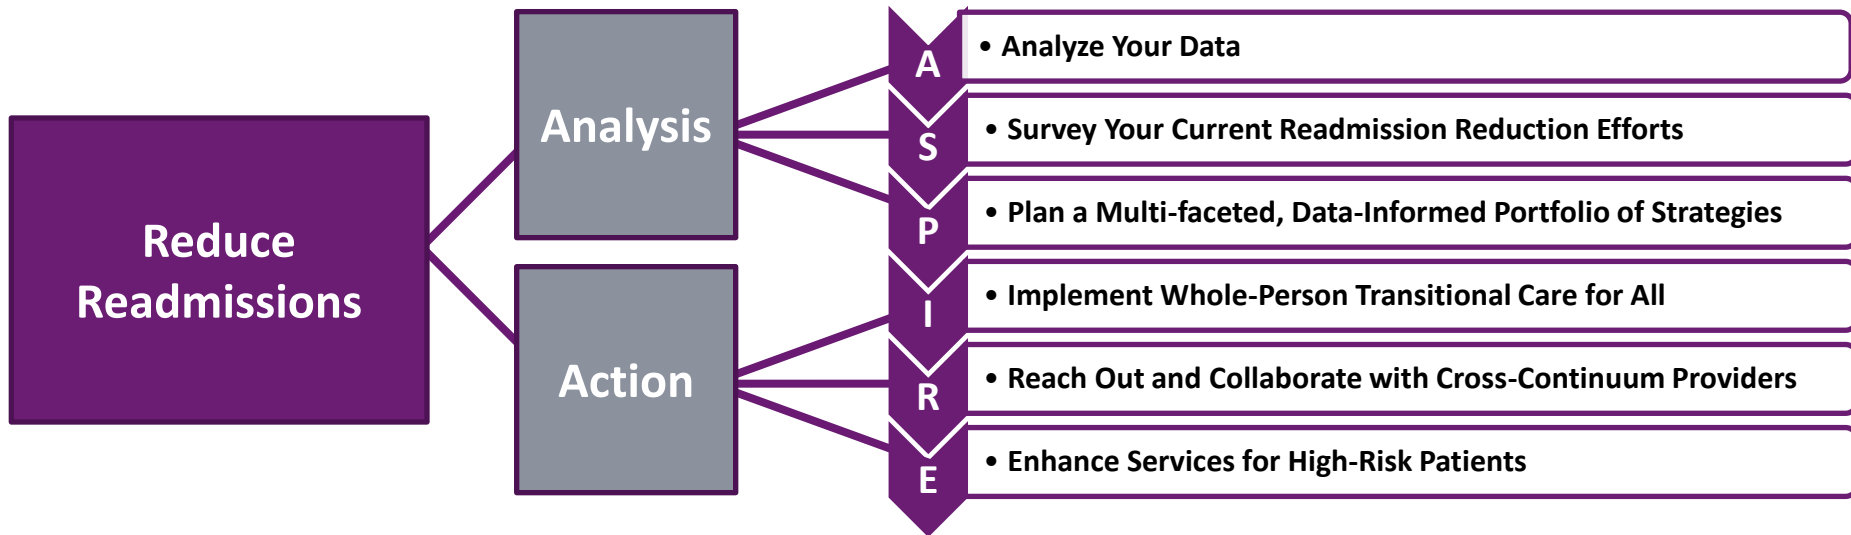 Reduce
Readmissions
Analysis
Action
A
• Analyze Your Data
S
• Survey Your Current Readmission Reduction Efforts
P
• Plan a Multi-faceted, Data-Informed Portfolio of Strategies
I
• Implement Whole-Person Transitional Care for All
R
• Reach Out and Collaborate with Cross-Continuum Providers
E
• Enhance Services for High-Risk Patients